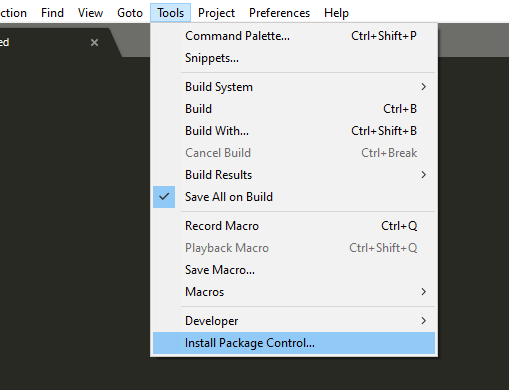 ction Find View Goto Tools Project Preferences Help
ed ×
Command Palette... Ctrl+Shift+P
Snippets...
Build System
Build Ctrl+B
Build With... Ctrl+Shift+B
Cancel Build Ctrl+Break
Build Results
Save All on Build
Record Macro Ctrl+Q
Playback Macro Ctrl+Shift+Q
Save Macro...
Macros
Developer
Install Package Control...